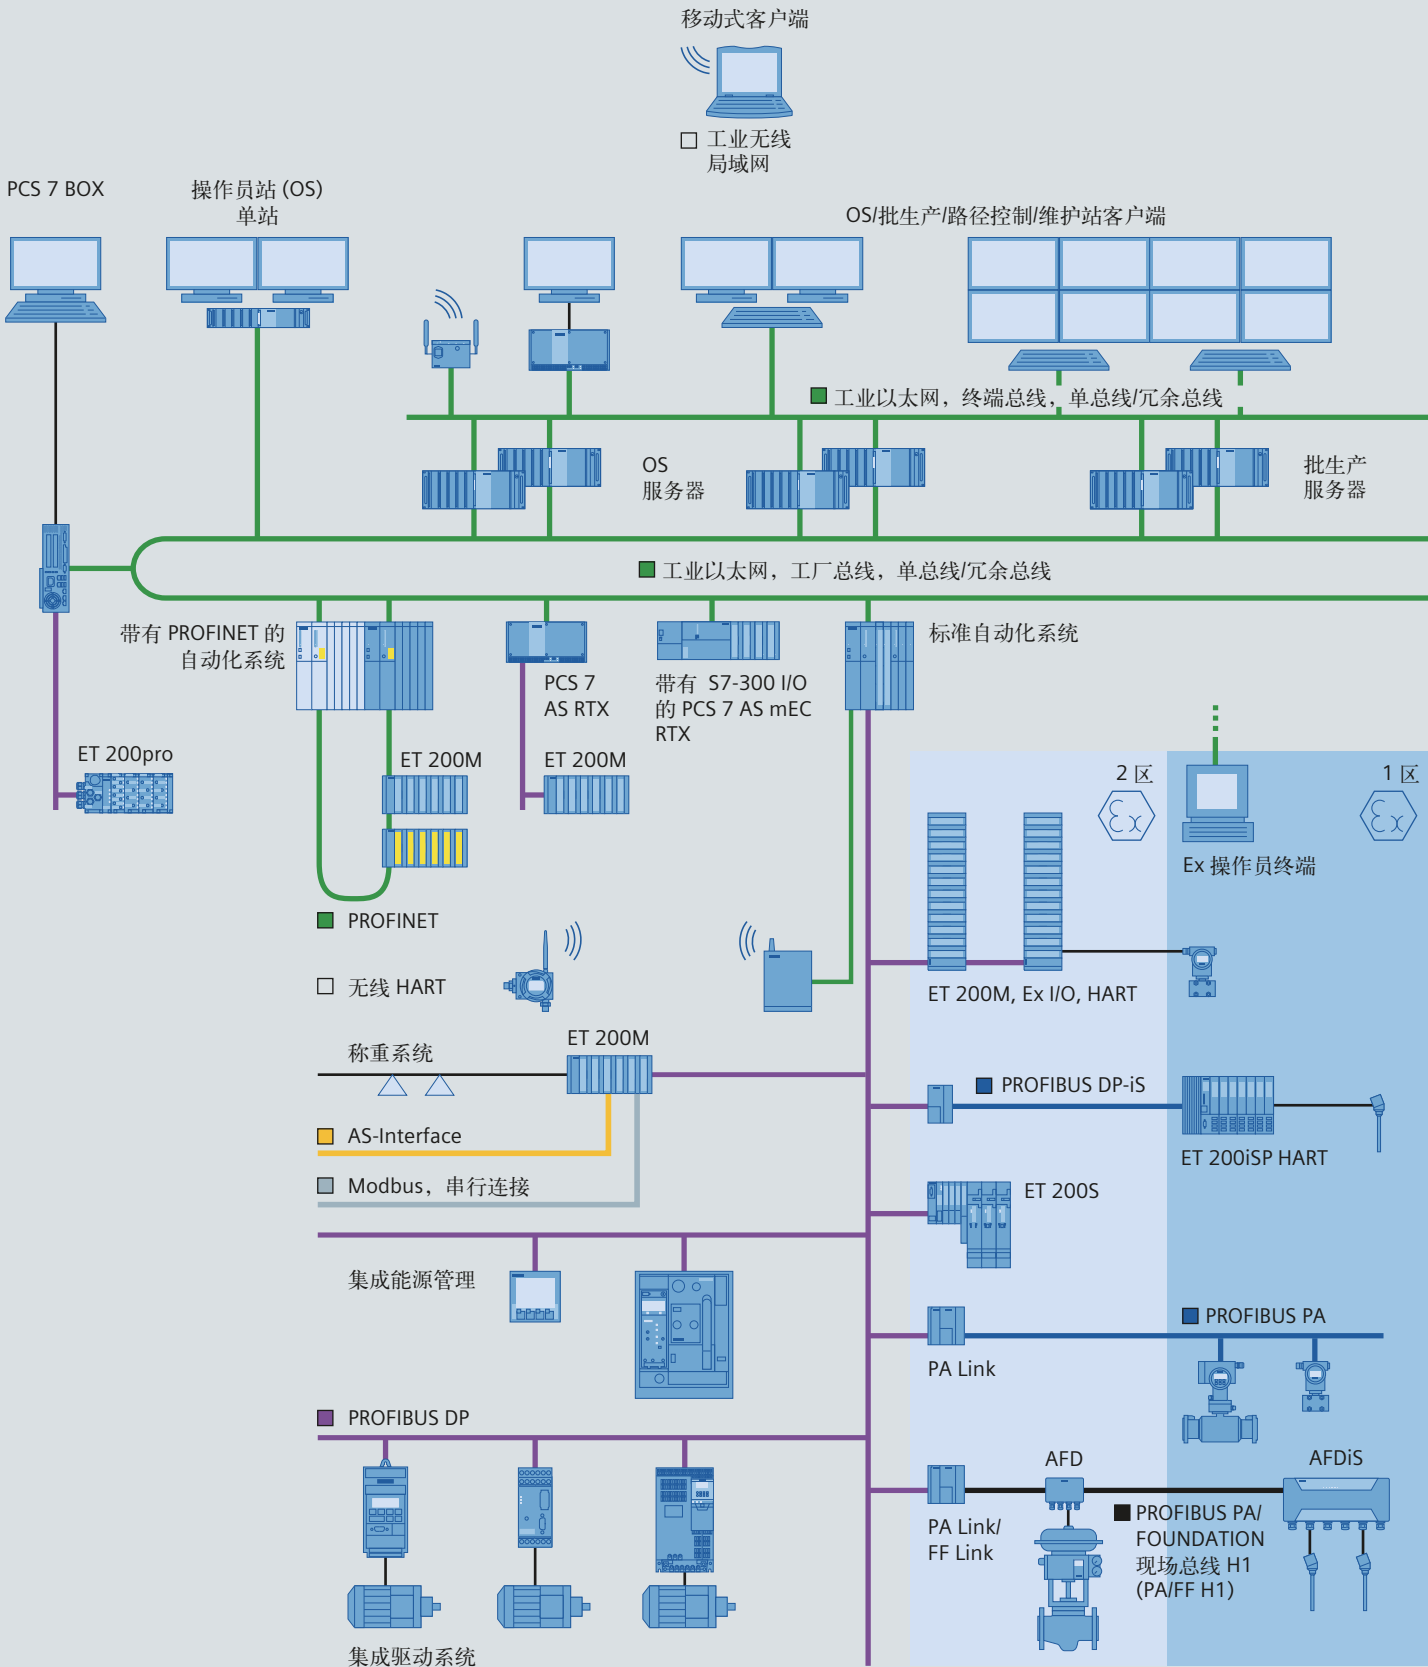 移动式客户端
工业无线
局域网
PCS 7 BOX
操作员站 (OS)
单站
OS/批生产/路径控制/维护站客户端
工业以太网，终端总线，单总线/冗余总线
OS
服务器
批生产
服务器
工业以太网，工厂总线，单总线/冗余总线
带有 PROFINET 的
自动化系统
PCS 7
AS RTX
带有 S7-300 I/O
的 PCS 7 AS mEC
RTX
标准自动化系统
ET 200pro
ET 200M
ET 200M
2 区
1 区
Ex
Ex
Ex 操作员终端
PROFINET
无线 HART
ET 200M, Ex I/O, HART
ET 200M
称重系统
PROFIBUS DP-iS
AS-Interface
ET 200iSP HART
Modbus，串行连接
ET 200S
集成能源管理
PROFIBUS PA
PA Link
PROFIBUS DP
AFD
AFDiS
PA Link/
FF Link
PROFIBUS PA/
FOUNDATION
现场总线 H1
(PA/FF H1)
集成驱动系统